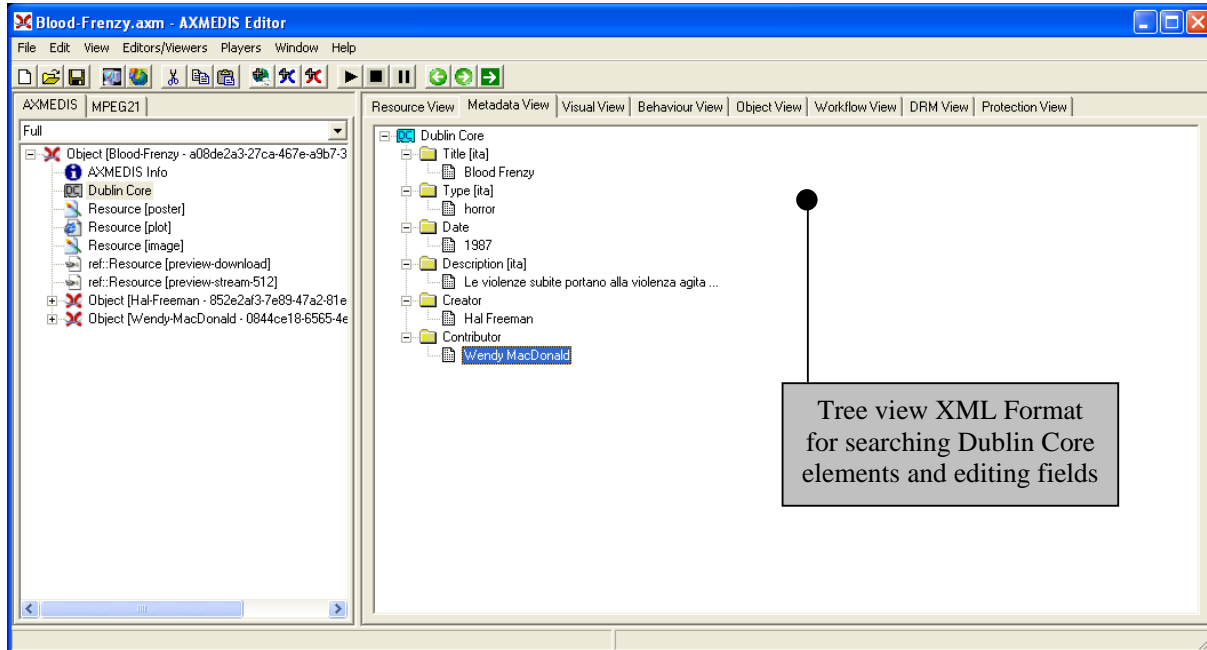 Blood-Frenzy.axm - AXMEDIS Editor
File Edit View Editors/Viewers Players Window Help
AXMEDIS MPEG21
Full
Object [Blood-Frenzy - a08de2a3-27ca-467e-a9b7-3
AXMEDIS Info
DC Dublin Core
Resource [poster]
Resource [plot]
Resource [image]
ref::Resource [preview-download]
ref::Resource [preview-stream-512]
Object [Hal-Freeman - 852e2af3-7e89-47a2-81e
Object [Wendy-MacDonald - 0844ce18-6565-4e
Resource View Metadata View Visual View Behaviour View Object View Workflow View DRM View Protection View
DC Dublin Core
Title [ita]
Blood Frenzy
Type [ita]
horror
Date
1987
Description [ita]
Le violenze subite portano alla violenza agita ...
Creator
Hal Freeman
Contributor
Wendy MacDonald
Tree view XML Format
for searching Dublin Core
elements and editing fields